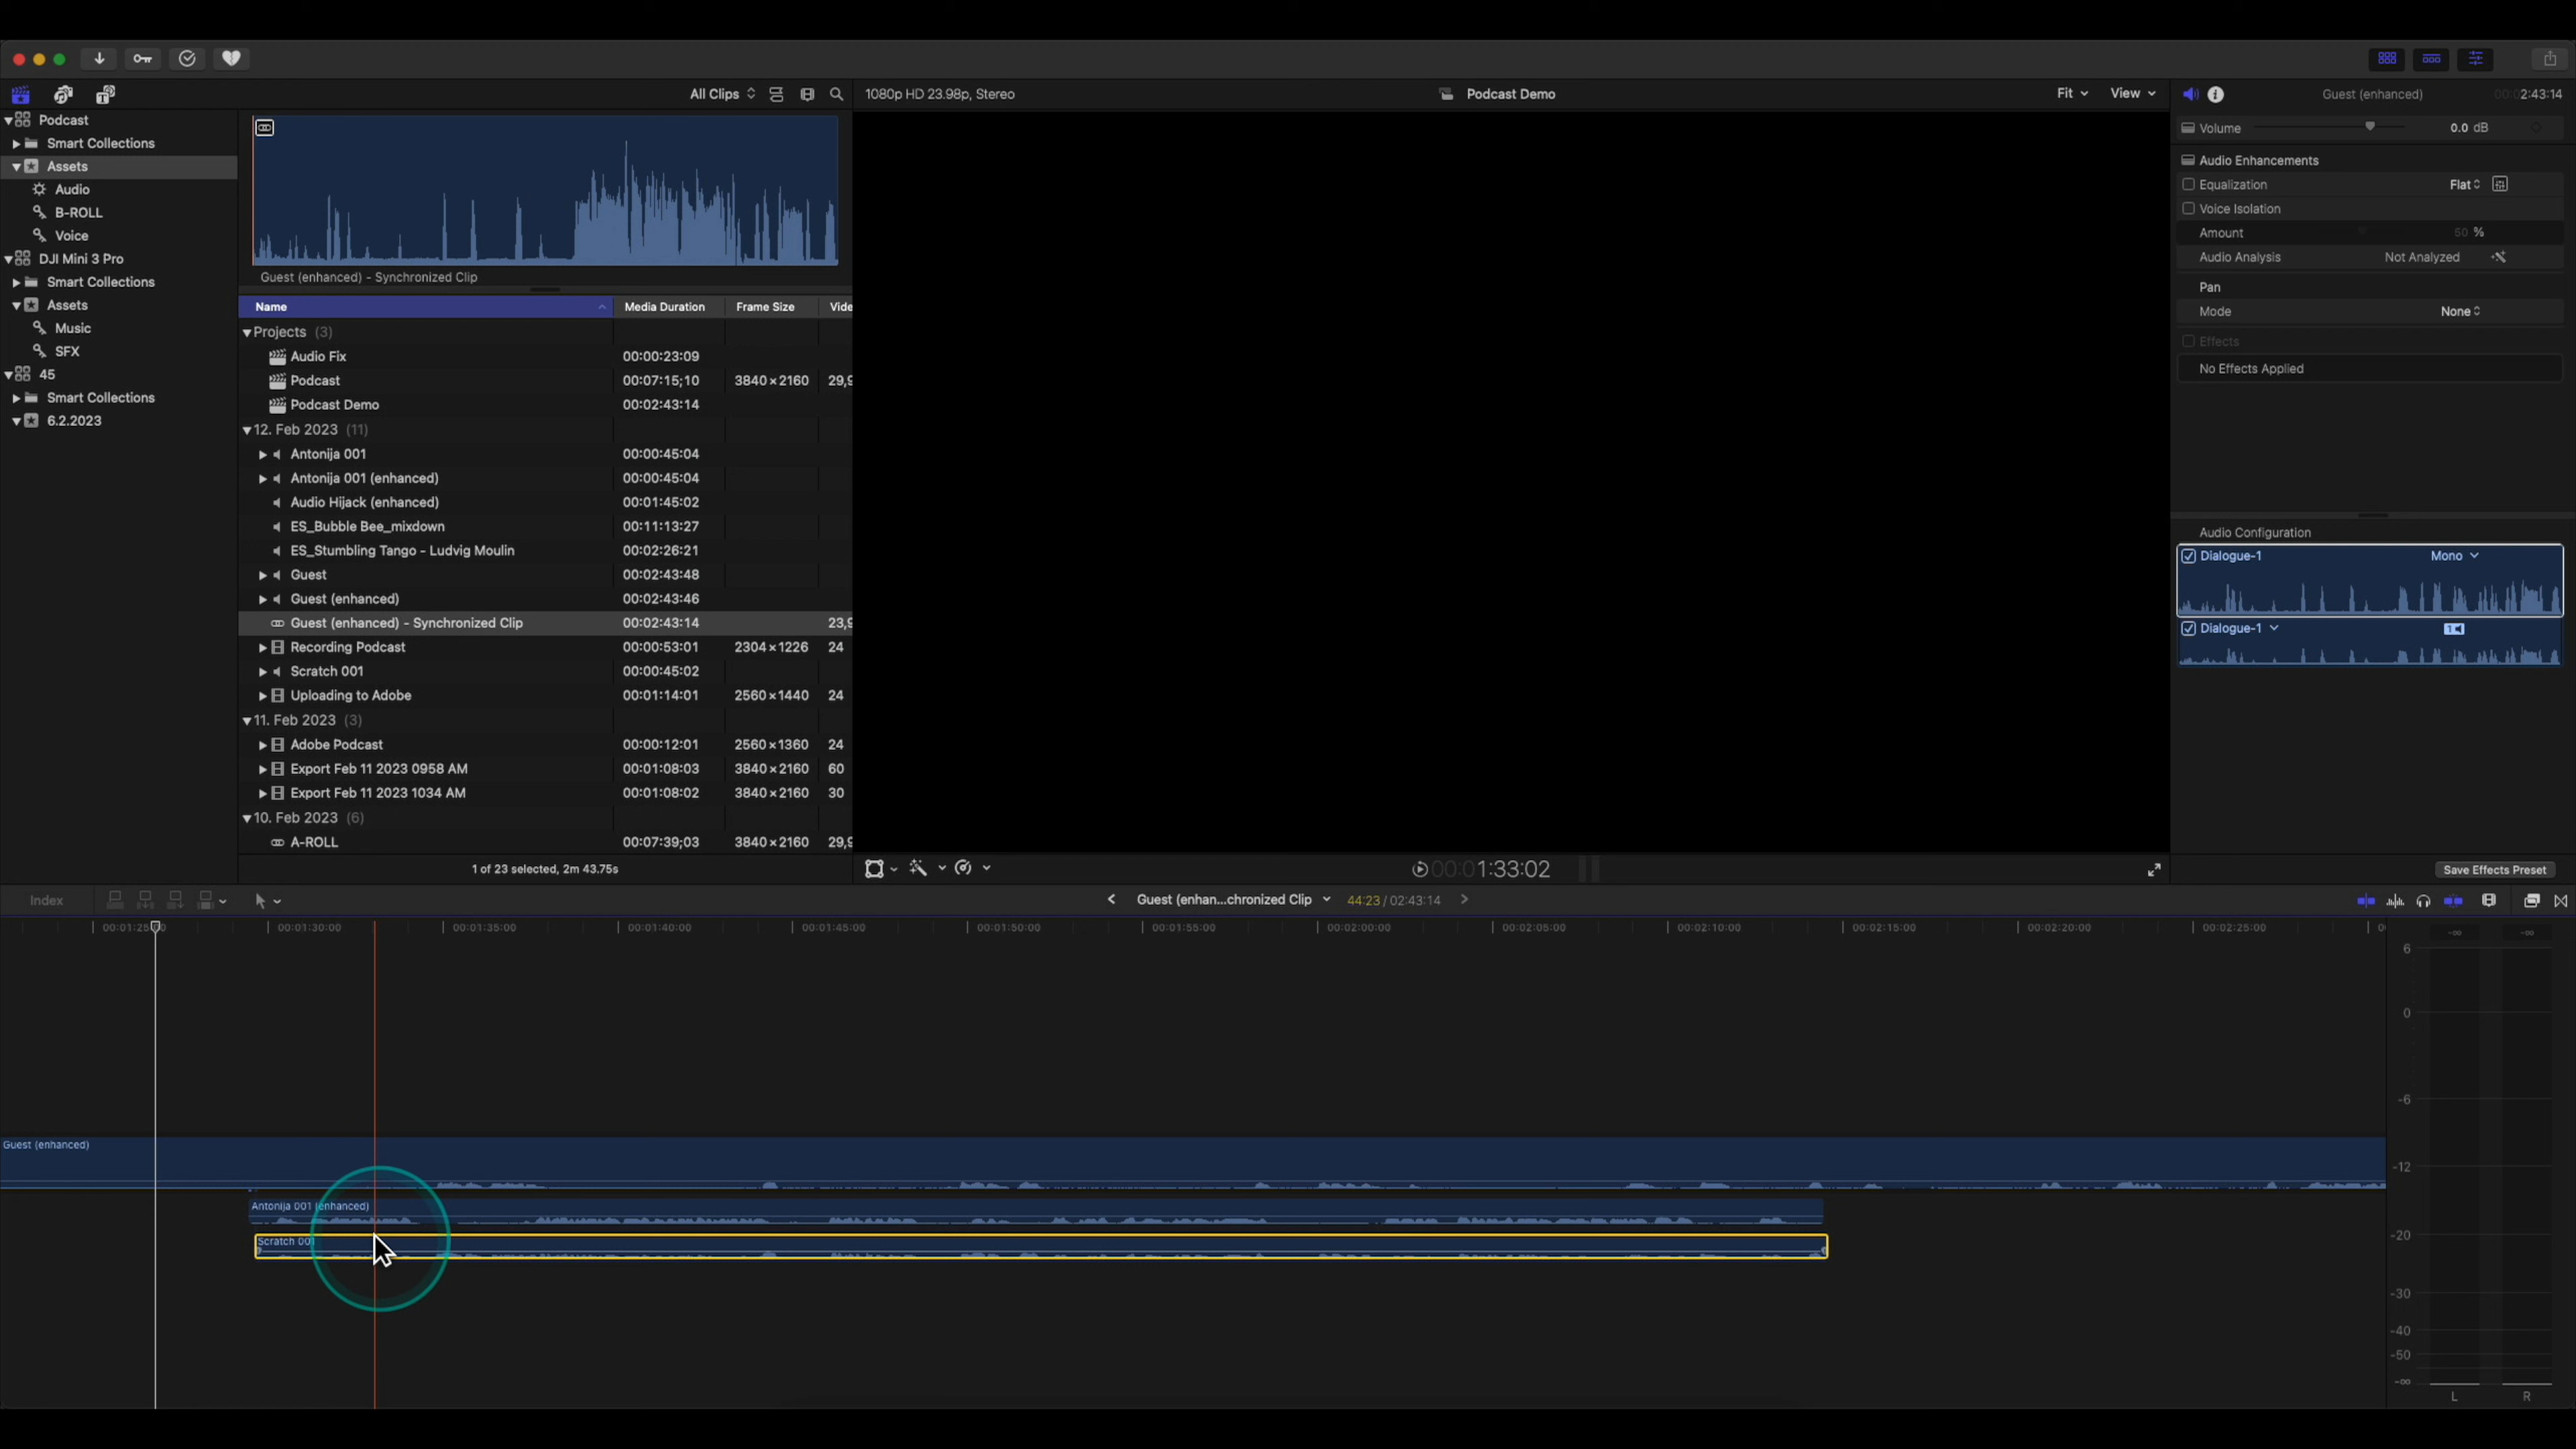 All Clips
1080p HD 23.98p, Stereo
Podcast Demo
Fit
View
Guest (enhanced)
00:02:43:14
Podcast
Smart Collections
Assets
Audio
B-ROLL
Voice
DJI Mini 3 Pro
Smart Collections
Assets
Music
SFX
45
Smart Collections
6.2.2023
Guest (enhanced) - Synchronized Clip
Name Media Duration Frame Size Vide
Projects (3)
Audio Fix 00:00:23:09
Podcast 00:07:15;10 3840 × 2160 29,9
Podcast Demo 00:02:43:14
12. Feb 2023 (11)
Antonija 001 00:00:45:04
Antonija 001 (enhanced) 00:00:45:04
Audio Hijack (enhanced) 00:01:45:02
ES_Bubble Bee_mixdown 00:11:13:27
ES_Stumbling Tango - Ludvig Moulin 00:02:26:21
Guest 00:02:43:48
Guest (enhanced) 00:02:43:46
Guest (enhanced) - Synchronized Clip 00:02:43:14 23,9
Recording Podcast 00:00:53:01 2304 × 1226 24
Scratch 001 00:00:45:02
Uploading to Adobe 00:01:14:01 2560 × 1440 24
11. Feb 2023 (3)
Adobe Podcast 00:00:12:01 2560 × 1360 24
Export Feb 11 2023 0958 AM 00:01:08:03 3840 × 2160 60
Export Feb 11 2023 1034 AM 00:01:08:02 3840 × 2160 30
10. Feb 2023 (6)
A-ROLL 00:07:39;03 3840 × 2160 29,9
1 of 23 selected, 2m 43.75s
00:01:33:02
Volume 0.0 dB
Audio Enhancements
Equalization Flat
Voice Isolation
Amount 50 %
Audio Analysis Not Analyzed
Pan
Mode None
Effects
No Effects Applied
Audio Configuration
Dialogue-1 Mono
Dialogue-1 1
Save Effects Preset
Index
Guest (enhan...chronized Clip
44:23 / 02:43:14
00:01:25:00 00:01:30:00 00:01:35:00 00:01:40:00 00:01:45:00 00:01:50:00 00:01:55:00 00:02:00:00 00:02:05:00 00:02:10:00 00:02:15:00 00:02:20:00 00:02:25:00
Guest (enhanced)
Antonija 001 (enhanced)
Scratch 001
-∞ -∞
6
0
-6
-12
-20
-30
-40
-50
-∞
L R